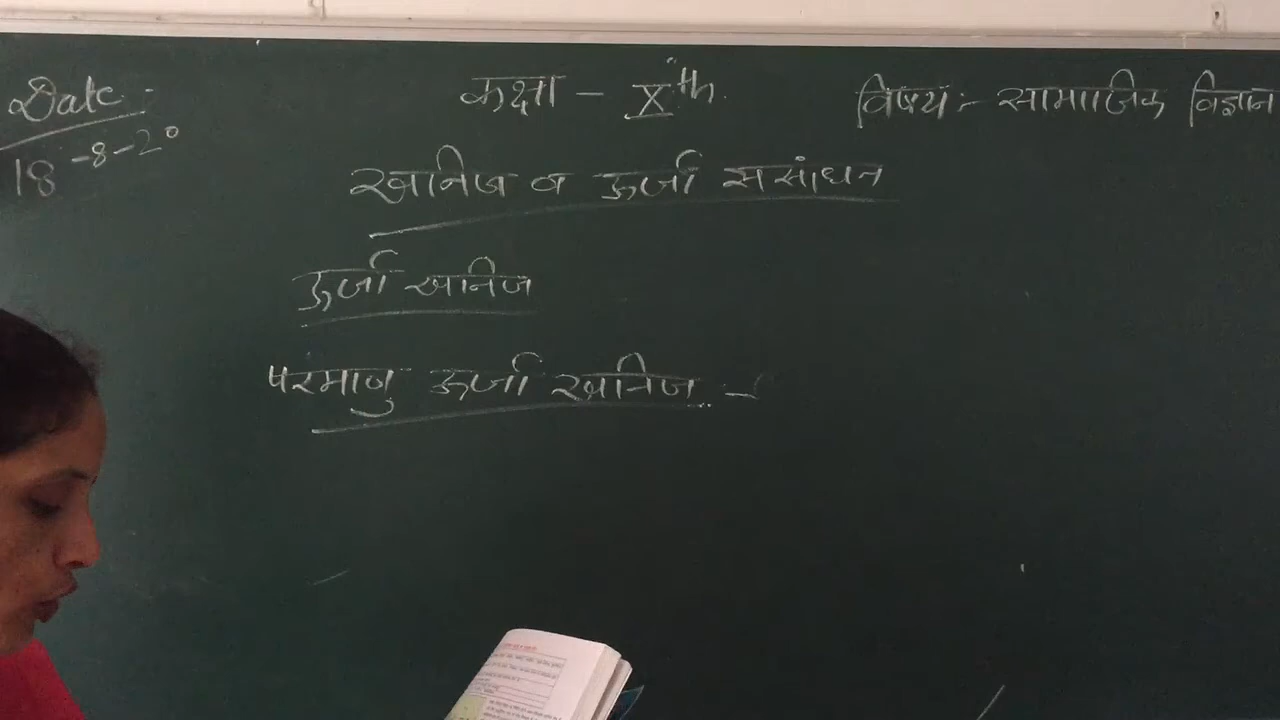 Date :-
18-8-20
कक्षा - Xth
विषय :- सामाजिक विज्ञान
खनिज व ऊर्जा संसांधन
ऊर्जा खनिज
परमाणु ऊर्जा खनिज :-